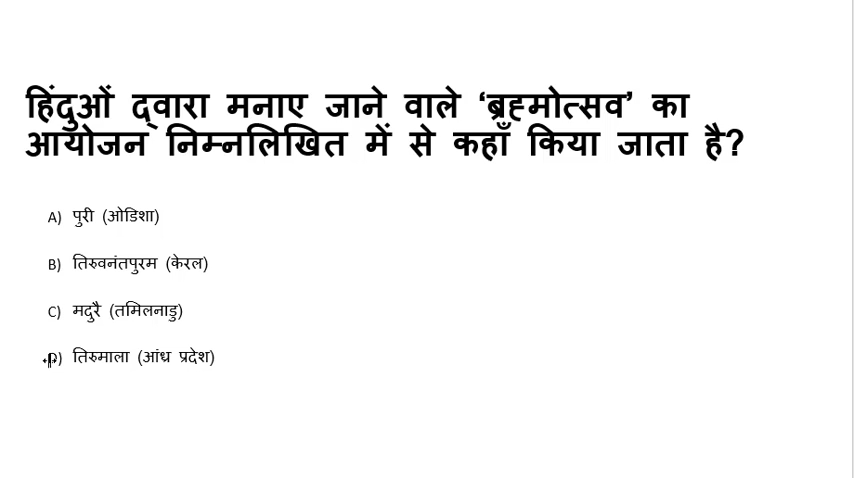 हिंदुओं द्वारा मनाए जाने वाले ‘ब्रह्मोत्सव’ का
आयोजन निम्नलिखित में से कहाँ किया जाता है?
A) पुरी (ओडिशा)
B) तिरुवनंतपुरम (केरल)
C) मदुरै (तमिलनाडु)
D) तिरुमाला (आंध्र प्रदेश)